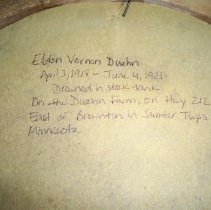 Eldon Vernon Duehn
April 3, 1918 - June 4, 1921
Drowned in stock tank
On the Duehn Farm, on Hwy 212
East of Brownton in Sumter Twps
Minnesota